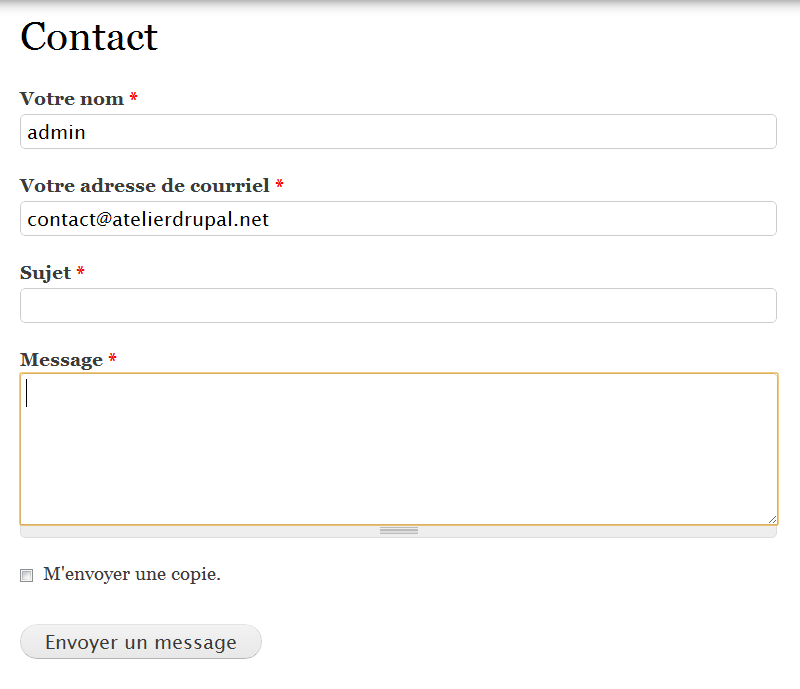 Contact
Votre nom *
admin
Votre adresse de courriel *
contact@atelierdrupal.net
Sujet *
Message *
M'envoyer une copie.
Envoyer un message